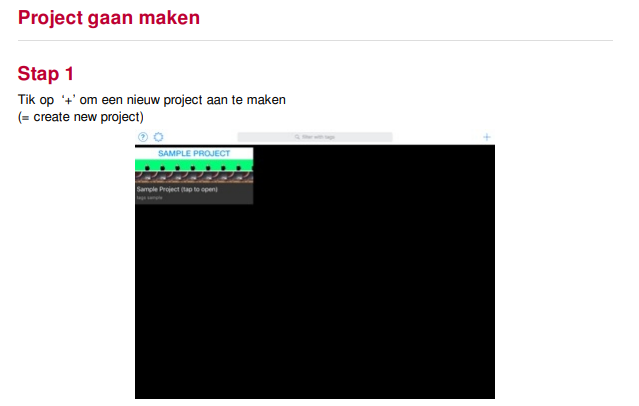 Project gaan maken
Stap 1
Tik op ‘+’ om een nieuw project aan te maken
(= create new project)
?
filter with tags
+
SAMPLE PROJECT
Sample Project (tap to open)
tags sample